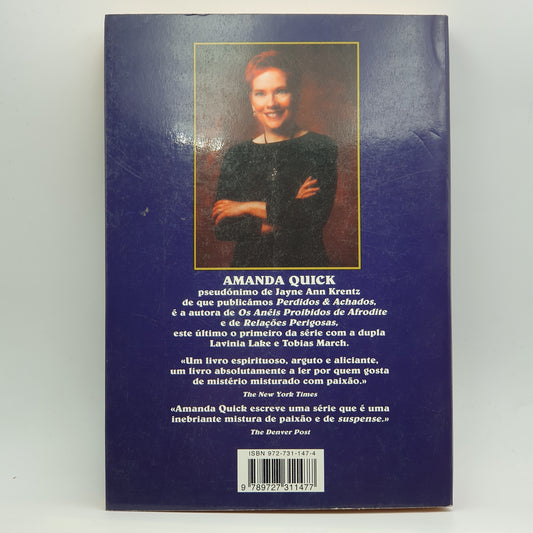 AMANDA QUICK
pseudónimo de Jayne Ann Krentz
de que publicámos Perdidos & Achados,
é a autora de Os Anéis Proibidos de Afrodite
e de Relações Perigosas,
este último o primeiro da série com a dupla
Lavinia Lake e Tobias March.
«Um livro espirituoso, arguto e aliciante,
um livro absolutamente a ler por quem gosta
de mistério misturado com paixão.»
The New York Times
«Amanda Quick escreve uma série que é uma
inebriante mistura de paixão e de suspense.»
The Denver Post
ISBN 972-731-147-4
9 789727 311477